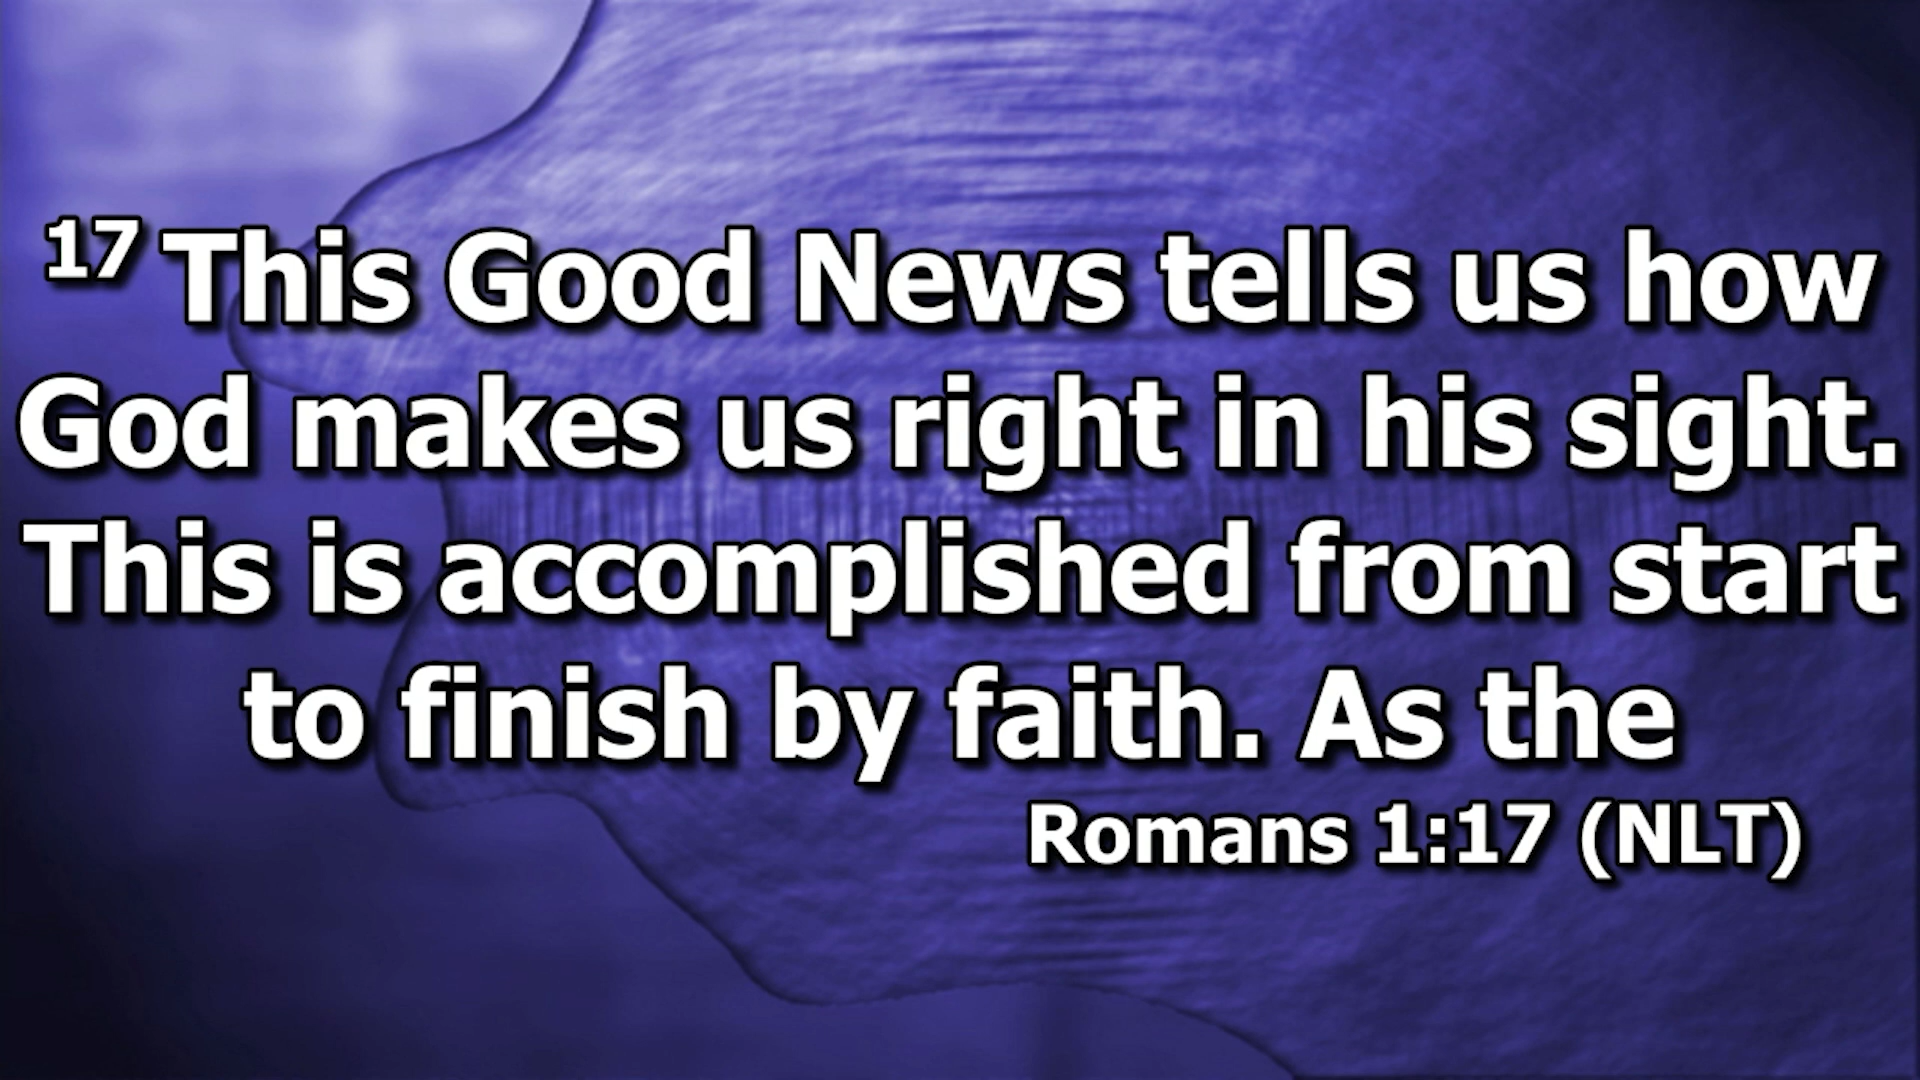 17 This Good News tells us how
God makes us right in his sight.
This is accomplished from start
to finish by faith. As the
Romans 1:17 (NLT)